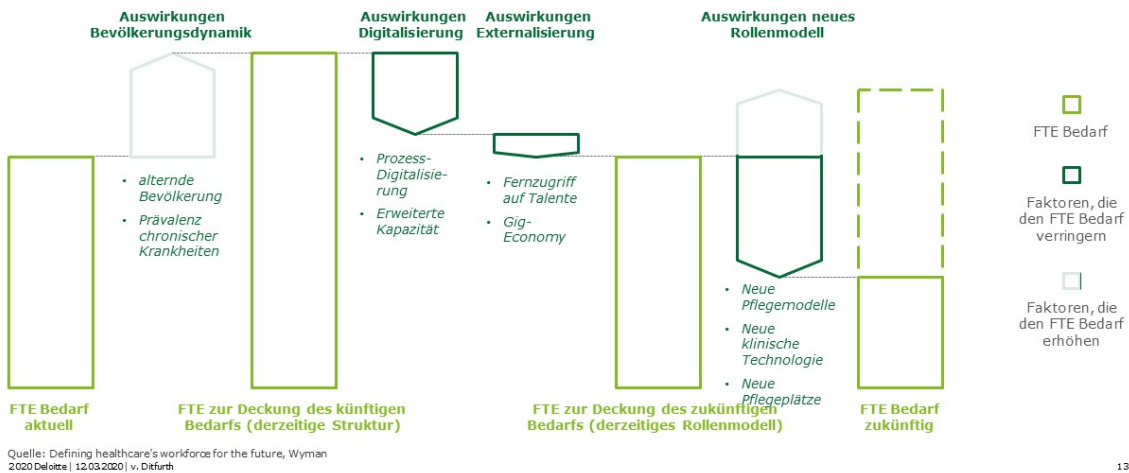 Auswirkungen
Bevölkerungsdynamik
Auswirkungen
Digitalisierung
Auswirkungen
Externalisierung
Auswirkungen neues
Rollenmodell
• alternde
Bevölkerung
• Prävalenz
chronischer
Krankheiten
• Prozess-
Digitalisie-
rung
• Erweiterte
Kapazität
• Fernzugriff
auf Talente
• Gig-
Economy
• Neue
Pflegemodelle
• Neue
klinische
Technologie
• Neue
Pflegeplätze
FTE Bedarf
Faktoren, die
den FTE Bedarf
verringern
Faktoren, die
den FTE Bedarf
erhöhen
FTE Bedarf
aktuell
FTE zur Deckung des künftigen
Bedarfs (derzeitige Struktur)
FTE zur Deckung des zukünftigen
Bedarfs (derzeitiges Rollenmodell)
FTE Bedarf
zukünftig
Quelle: Defining healthcare's workforce for the future, Wyman
2020 Deloitte | 12.03.2020 | v. Ditfurth
13